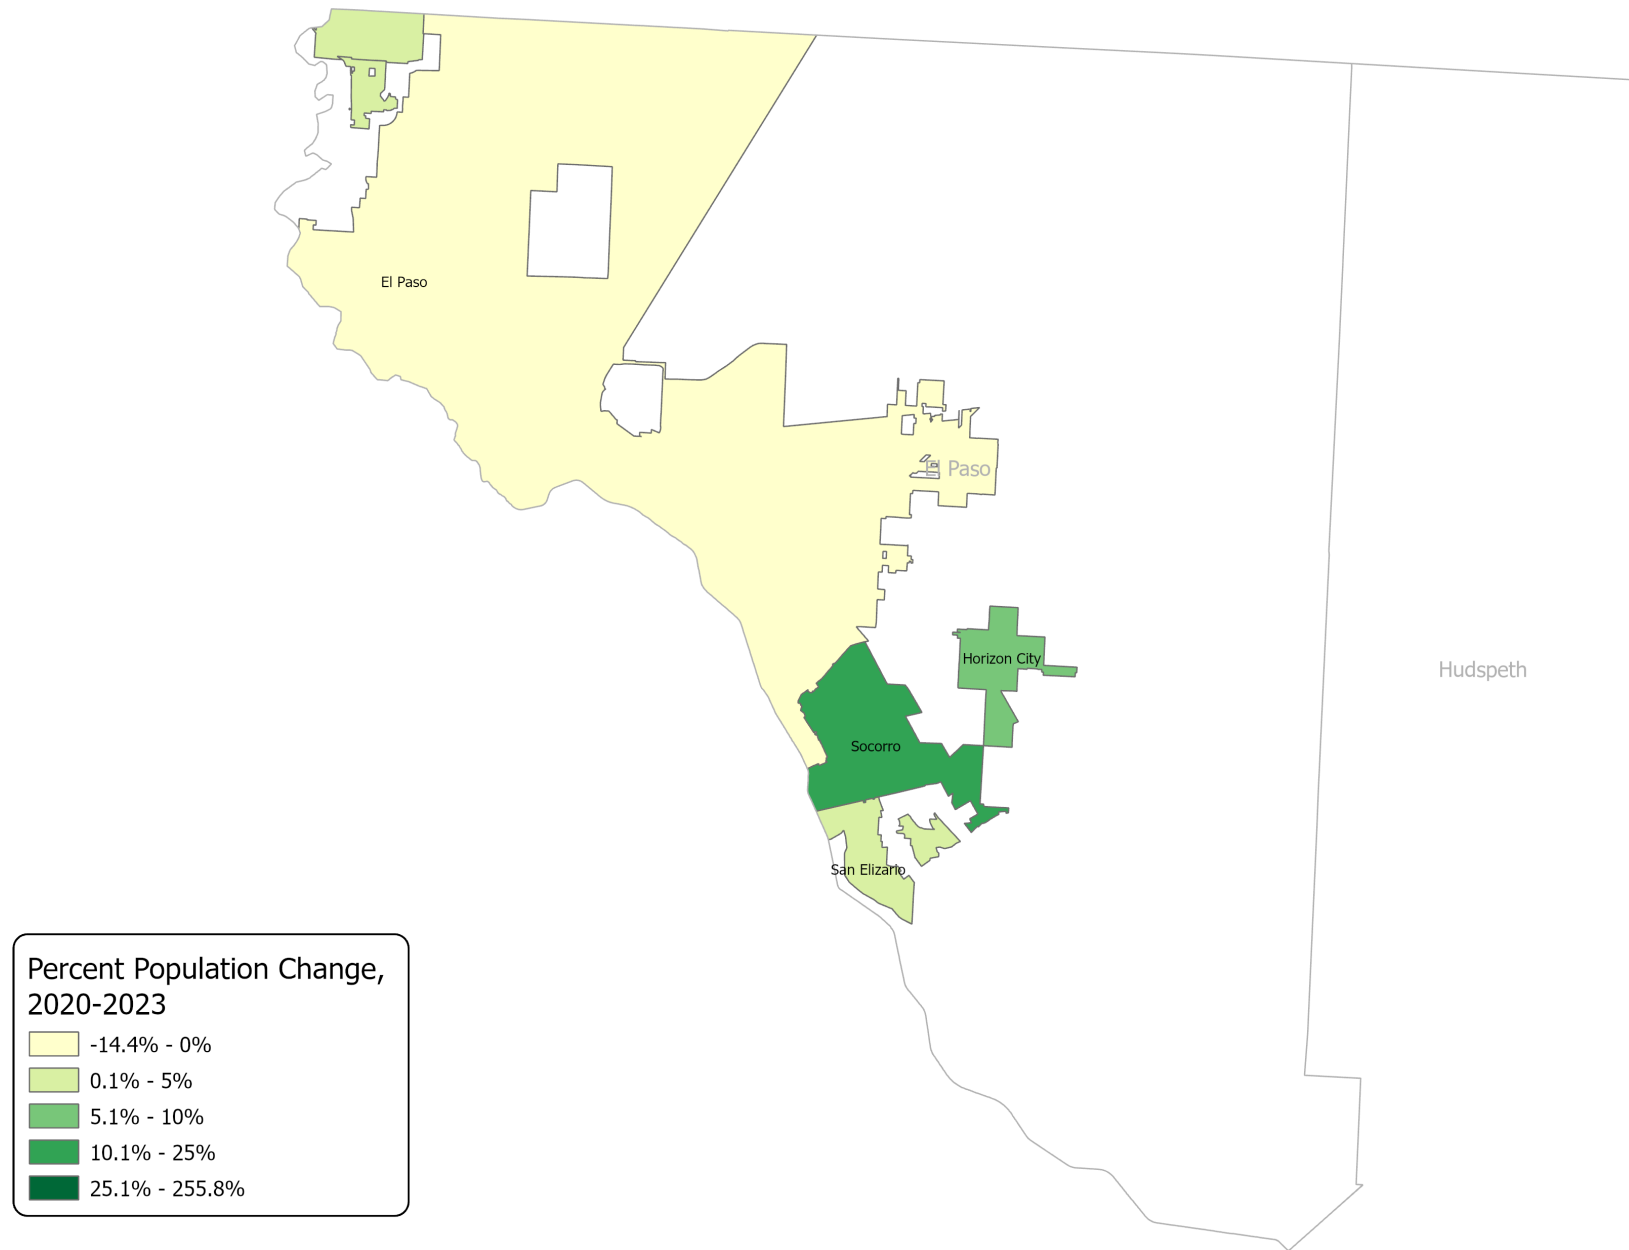 El Paso
El Paso
Horizon City
Hudspeth
Socorro
San Elizario
Percent Population Change,
2020-2023
-14.4% - 0%
0.1% - 5%
5.1% - 10%
10.1% - 25%
25.1% - 255.8%